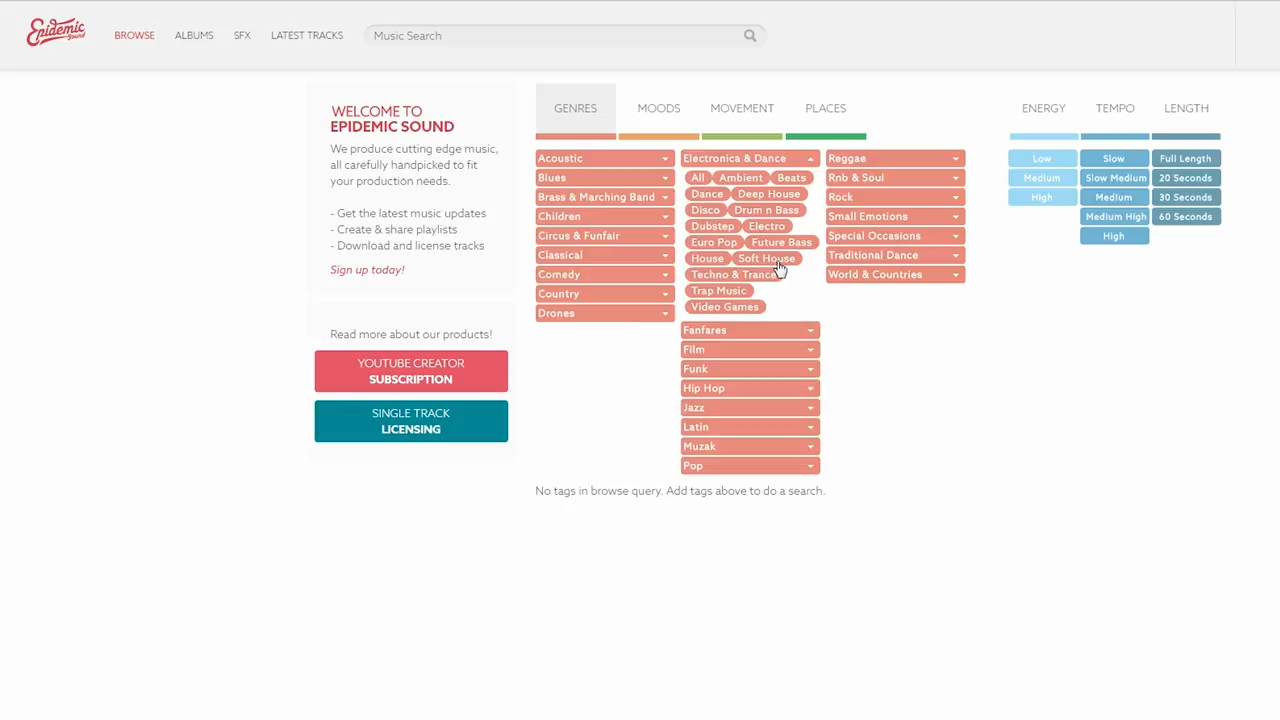 Epidemic Sound
BROWSE ALBUMS SFX LATEST TRACKS Music Search
WELCOME TO
EPIDEMIC SOUND
We produce cutting edge music,
all carefully handpicked to fit
your production needs.
- Get the latest music updates
- Create & share playlists
- Download and license tracks
Sign up today!
Read more about our products!
YOUTUBE CREATOR
SUBSCRIPTION
SINGLE TRACK
LICENSING
GENRES MOODS MOVEMENT PLACES
Acoustic
Blues
Brass & Marching Band
Children
Circus & Funfair
Classical
Comedy
Country
Drones
Electronica & Dance
All Ambient Beats
Dance Deep House
Disco Drum n Bass
Dubstep Electro
Euro Pop Future Bass
House Soft House
Techno & Trance
Trap Music
Video Games
Fanfares
Film
Funk
Hip Hop
Jazz
Latin
Muzak
Pop
Reggae
Rnb & Soul
Rock
Small Emotions
Special Occasions
Traditional Dance
World & Countries
No tags in browse query. Add tags above to do a search.
ENERGY TEMPO LENGTH
Low Slow Full Length
Medium Slow Medium 20 Seconds
High Medium 30 Seconds
Medium High 60 Seconds
High